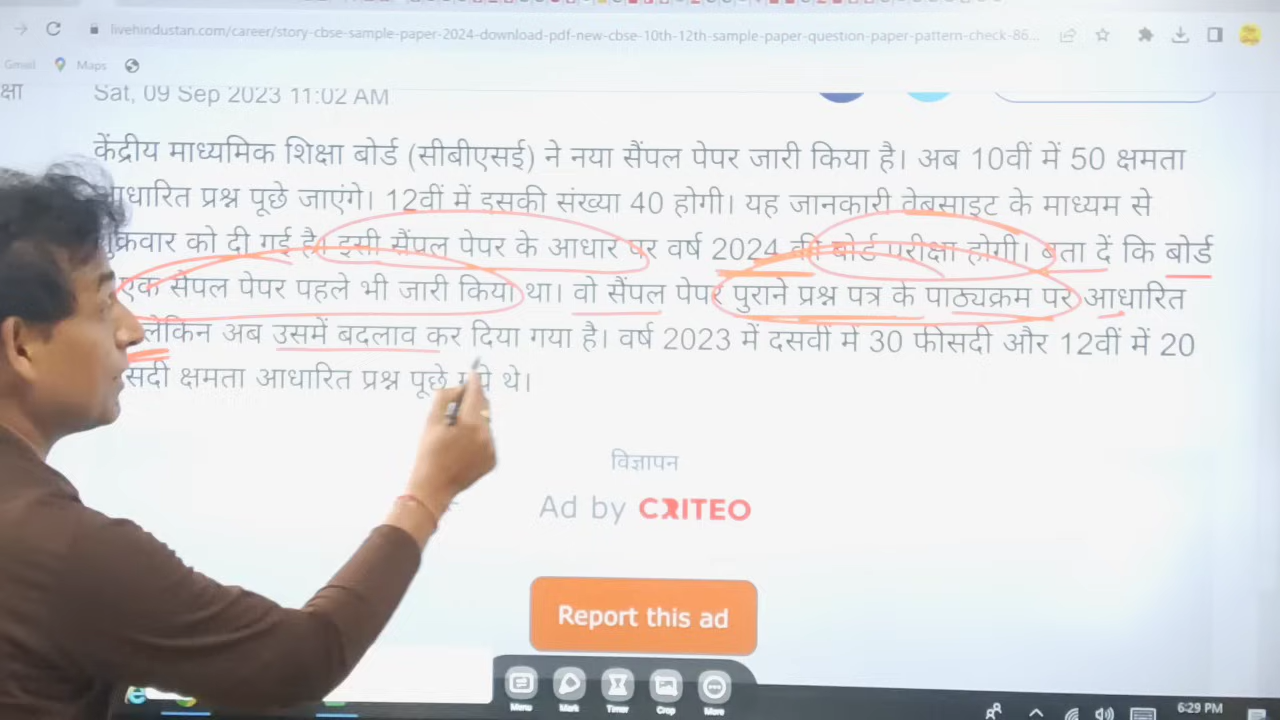 livehindustan.com/career/story-cbse-sample-paper-2024-download-pdf-new-cbse-10th-12th-sample-paper-question-paper-pattern-check-86...
Gmail Maps
क्षा
Sat, 09 Sep 2023 11:02 AM
केंद्रीय माध्यमिक शिक्षा बोर्ड (सीबीएसई) ने नया सैंपल पेपर जारी किया है। अब 10वीं में 50 क्षमता
आधारित प्रश्न पूछे जाएंगे। 12वीं में इसकी संख्या 40 होगी। यह जानकारी वेबसाइट के माध्यम से
को दी गई है। इसी सैंपल पेपर के आधार पर वर्ष 2024 की बोर्ड परीक्षा होगी। बता दें कि बोर्ड
एक सैंपल पेपर पहले भी जारी किया था। वो सैंपल पेपर पुराने प्रश्न पत्र के पाठ्यक्रम पर आधारित
लेकिन अब उसमें बदलाव कर दिया गया है। वर्ष 2023 में दसवीं में 30 फीसदी और 12वीं में 20
क्षमता आधारित प्रश्न पूछे गये थे।
विज्ञापन
Ad by CRITEO
Report this ad
Menu Mark Timer Crop More
6:29 PM